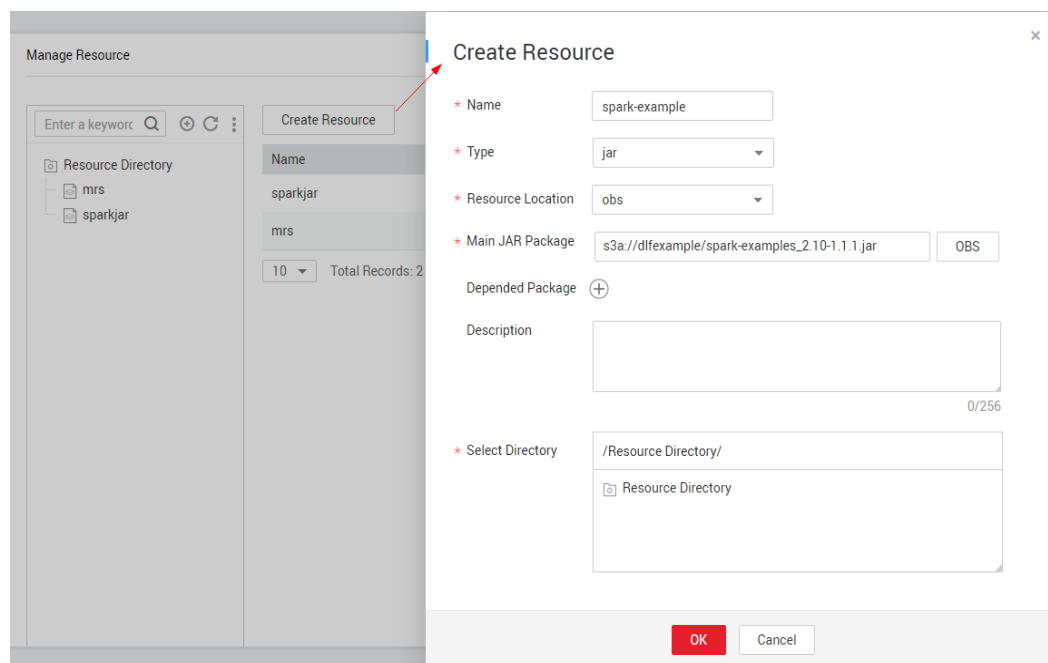 Manage Resource
Enter a keyword
Resource Directory
mrs
sparkjar
Create Resource
Name
sparkjar
mrs
10
Total Records: 2
Create Resource
×
* Name
spark-example
* Type
jar
* Resource Location
obs
* Main JAR Package
s3a://dlfexample/spark-examples_2.10-1.1.1.jar
OBS
Depended Package
Description
0/256
* Select Directory
/Resource Directory/
Resource Directory
OK
Cancel